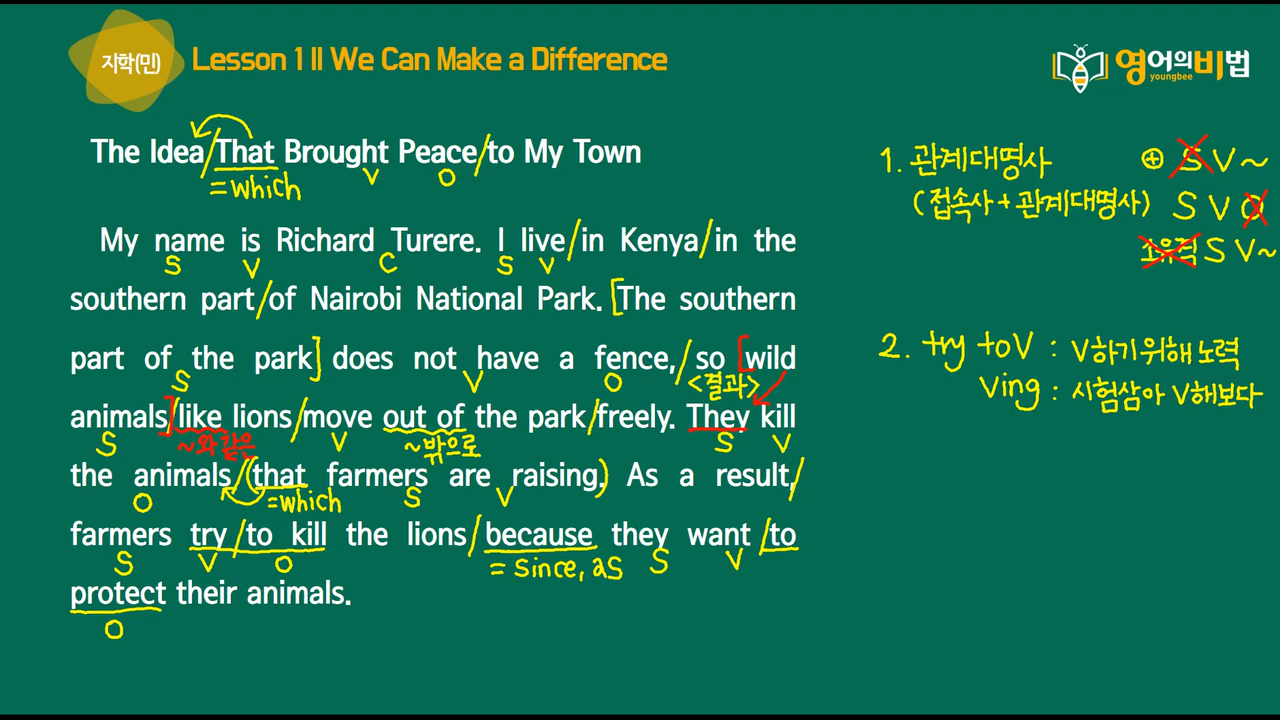 지학(민)
Lesson 1 II We Can Make a Difference
영어의비법
youngbee
The Idea/That Brought Peace/to My Town
=which V O
My name is Richard Turere. I live/in Kenya/in the
S V C S V
southern part/of Nairobi National Park. [The southern
part of the park] does not have a fence,/so [wild
S V O <결과>
animals]/like lions/move out of the park/freely. They kill
S ~와 같은 V ~밖으로 S V
the animals/(that farmers are raising.) As a result,/
O =which S V
farmers try/to kill the lions/because they want/to
S V O = since, as S V
protect their animals.
O
1. 관계대명사 ⊕ S V ~
(접속사+관계대명사) S V O
소유격 S V ~
2. try toV : V하기위해 노력
Ving : 시험삼아 V해보다